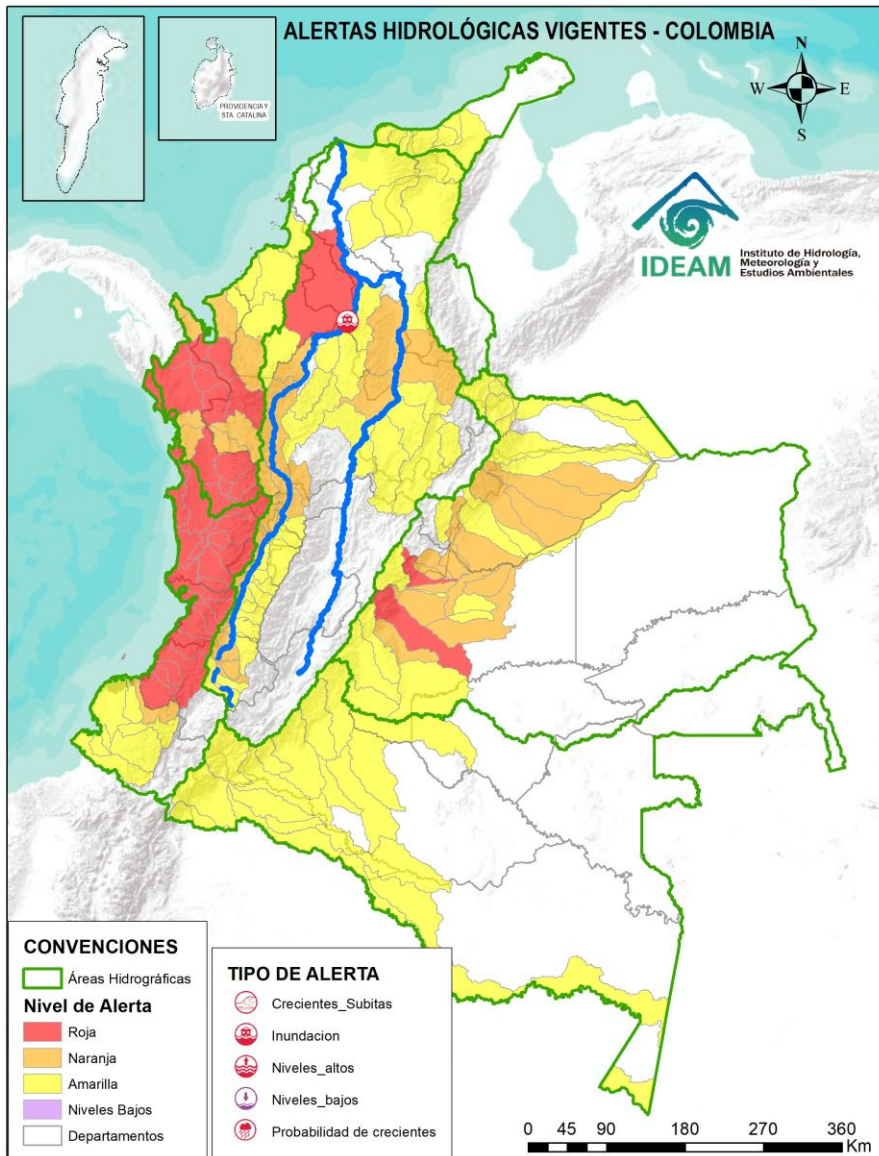 ALERTAS HIDROLÓGICAS VIGENTES - COLOMBIA
PROVIDENCIA Y
STA. CATALINA
N
W
E
S
IDEAM
Instituto de Hidrología,
Meteorología y
Estudios Ambientales
CONVENCIONES
Áreas Hidrográficas
Nivel de Alerta
Roja
Naranja
Amarilla
Niveles Bajos
Departamentos
TIPO DE ALERTA
Crecientes_Subitas
Inundacion
Niveles_altos
Niveles_bajos
Probabilidad de crecientes
0 45 90 180 270 360
Km